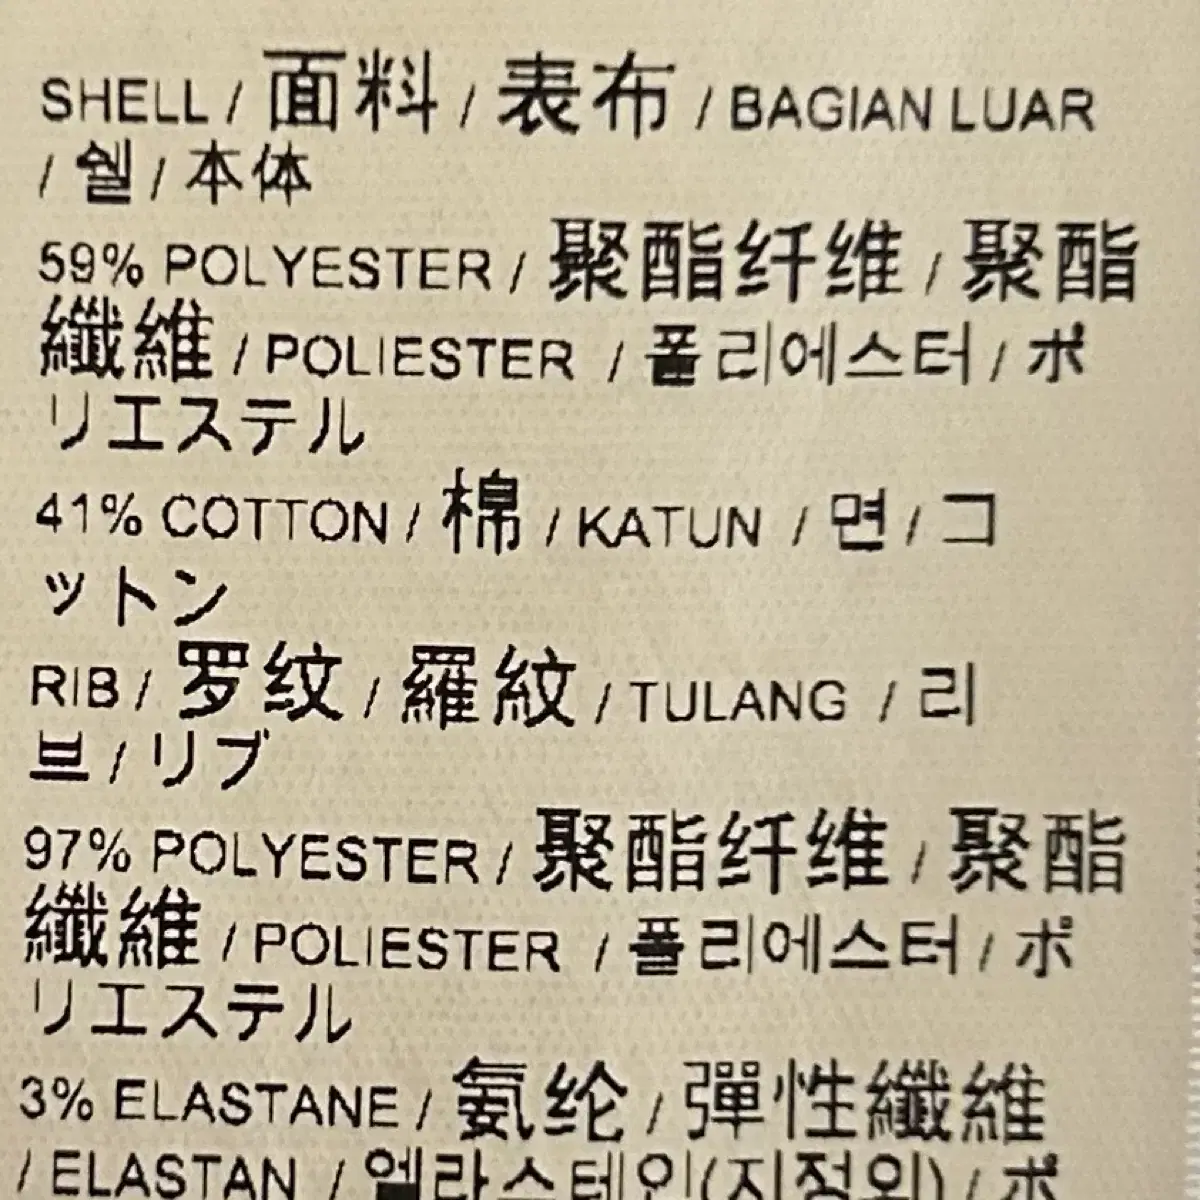 SHELL / 面料 / 表布 / BAGIAN LUAR
/ 쉘 / 本体
59% POLYESTER / 聚酯纤维 / 聚酯
纖維 / POLIESTER / 폴리에스터 / ポ
リエステル
41% COTTON / 棉 / KATUN / 면 / コ
ットン
RIB / 罗纹 / 羅紋 / TULANG / 리
브 / リブ
97% POLYESTER / 聚酯纤维 / 聚酯
纖維 / POLIESTER / 폴리에스터 / ポ
リエステル
3% ELASTANE / 氨纶 / 彈性纖維
/ ELASTAN / 엘라스테인(지정외) / ポ